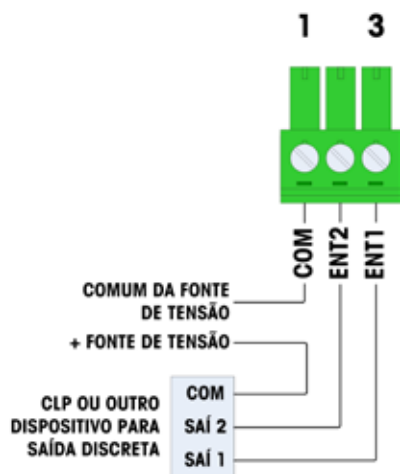 1 3
COM ENT2 ENT1
COMUM DA FONTE
DE TENSÃO
+ FONTE DE TENSÃO
CLP OU OUTRO
DISPOSITIVO PARA
SAÍDA DISCRETA
COM
SAÍ 2
SAÍ 1